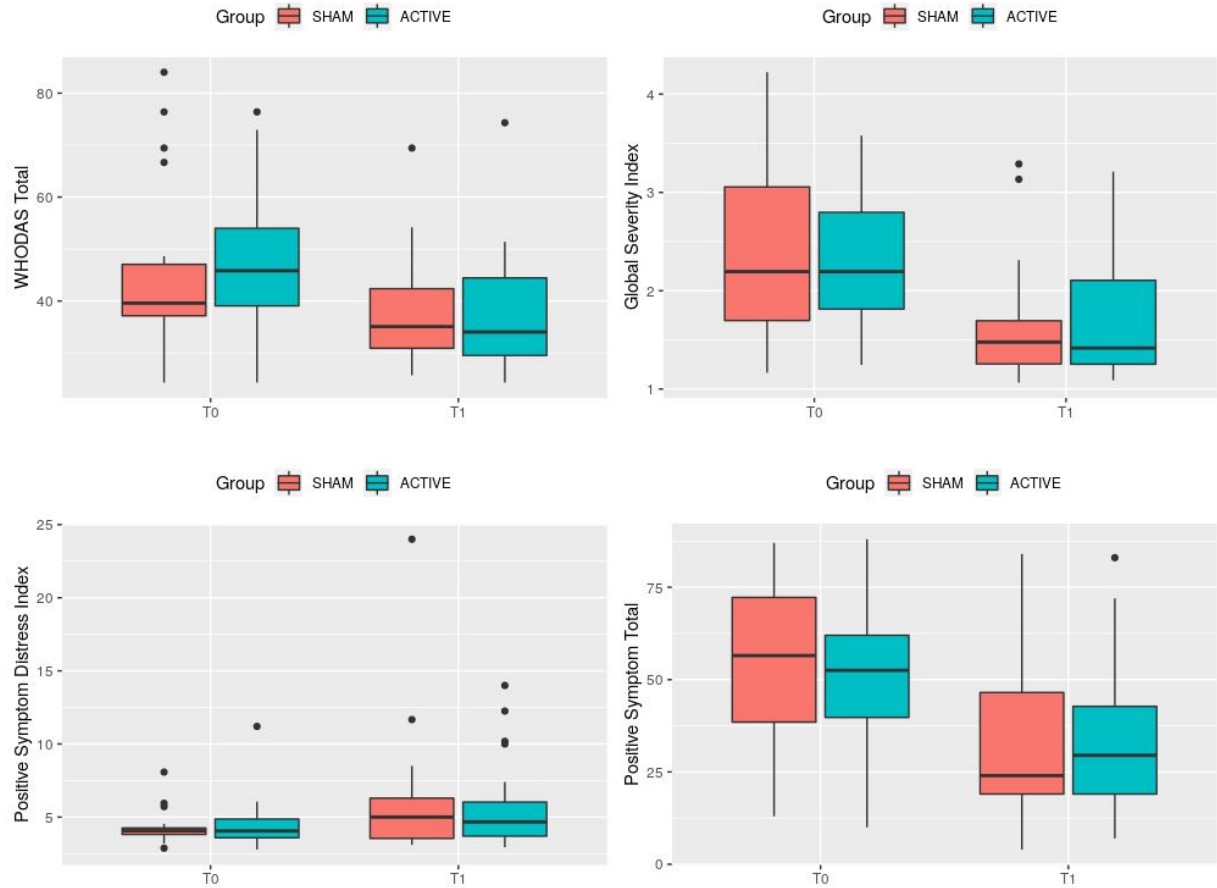 Group SHAM ACTIVE
WHODAS Total
80
60
40
T0 T1
Group SHAM ACTIVE
Global Severity Index
4
3
2
1
T0 T1
Group SHAM ACTIVE
Positive Symptom Distress Index
25
20
15
10
5
T0 T1
Group SHAM ACTIVE
Positive Symptom Total
75
50
25
0
T0 T1